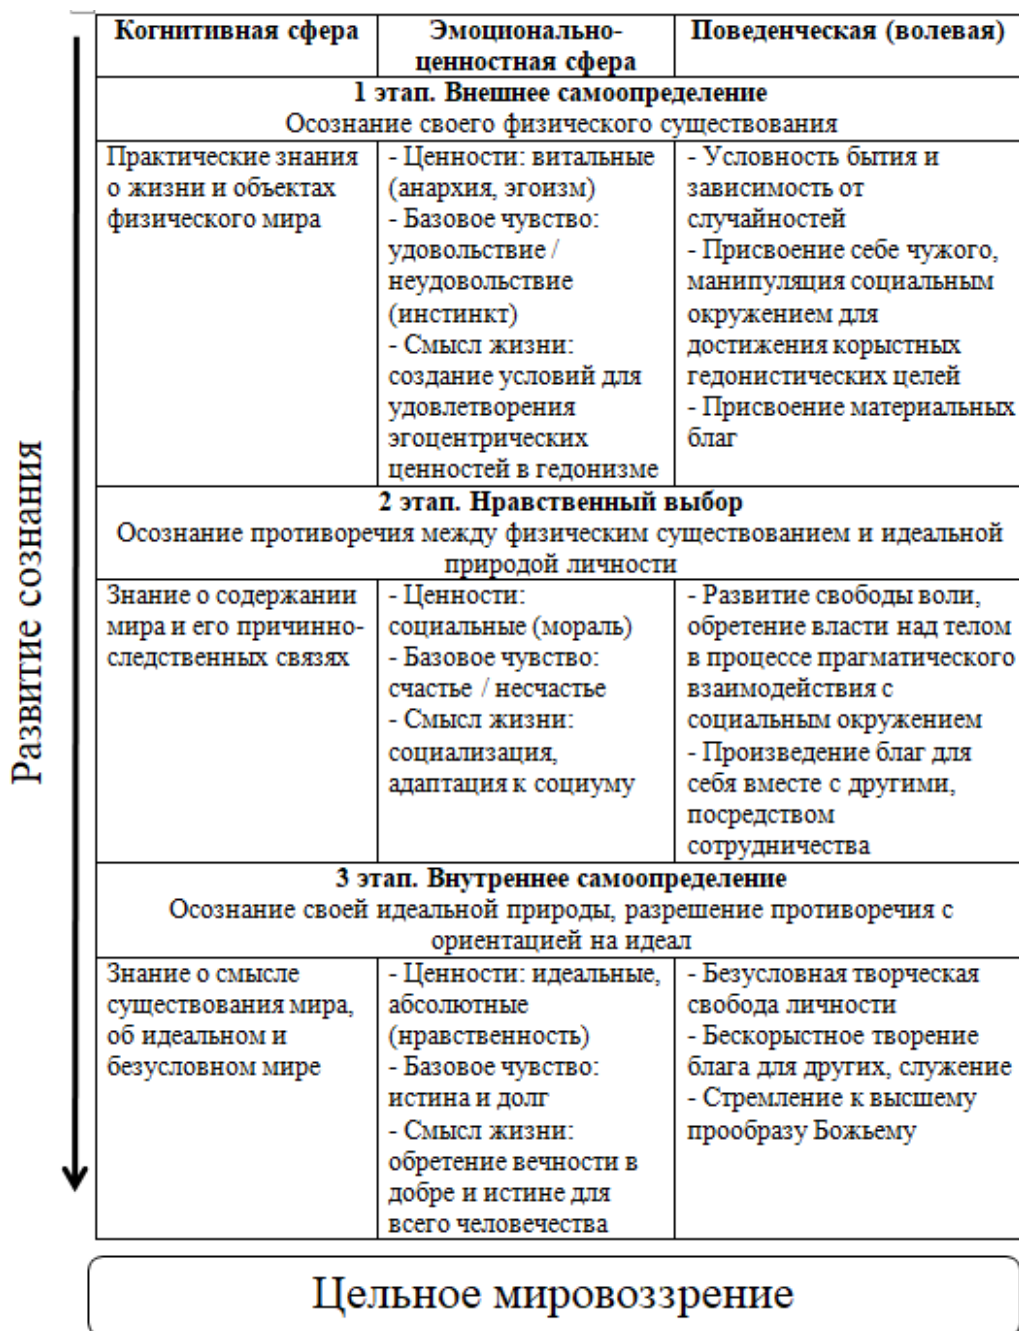 Развитие сознания
Когнитивная сфера
Эмоционально-
ценностная сфера
Поведенческая (волевая)
1 этап. Внешнее самоопределение
Осознание своего физического существования
Практические знания
о жизни и объектах
физического мира
- Ценности: витальные
(анархия, эгоизм)
- Базовое чувство:
удовольствие /
неудовольствие
(инстинкт)
- Смысл жизни:
создание условий для
удовлетворения
эгоцентрических
ценностей в гедонизме
- Условность бытия и
зависимость от
случайностей
- Присвоение себе чужого,
манипуляция социальным
окружением для
достижения корыстных
гедонистических целей
- Присвоение материальных
благ
2 этап. Нравственный выбор
Осознание противоречия между физическим существованием и идеальной
природой личности
Знание о содержании
мира и его причинно-
следственных связях
- Ценности:
социальные (мораль)
- Базовое чувство:
счастье / несчастье
- Смысл жизни:
социализация,
адаптация к социуму
- Развитие свободы воли,
обретение власти над телом
в процессе прагматического
взаимодействия с
социальным окружением
- Произведение благ для
себя вместе с другими,
посредством
сотрудничества
3 этап. Внутреннее самоопределение
Осознание своей идеальной природы, разрешение противоречия с
ориентацией на идеал
Знание о смысле
существования мира,
об идеальном и
безусловном мире
- Ценности: идеальные,
абсолютные
(нравственность)
- Базовое чувство:
истина и долг
- Смысл жизни:
обретение вечности в
добре и истине для
всего человечества
- Безусловная творческая
свобода личности
- Бескорыстное творение
блага для других, служение
- Стремление к высшему
прообразу Божьему
Цельное мировоззрение